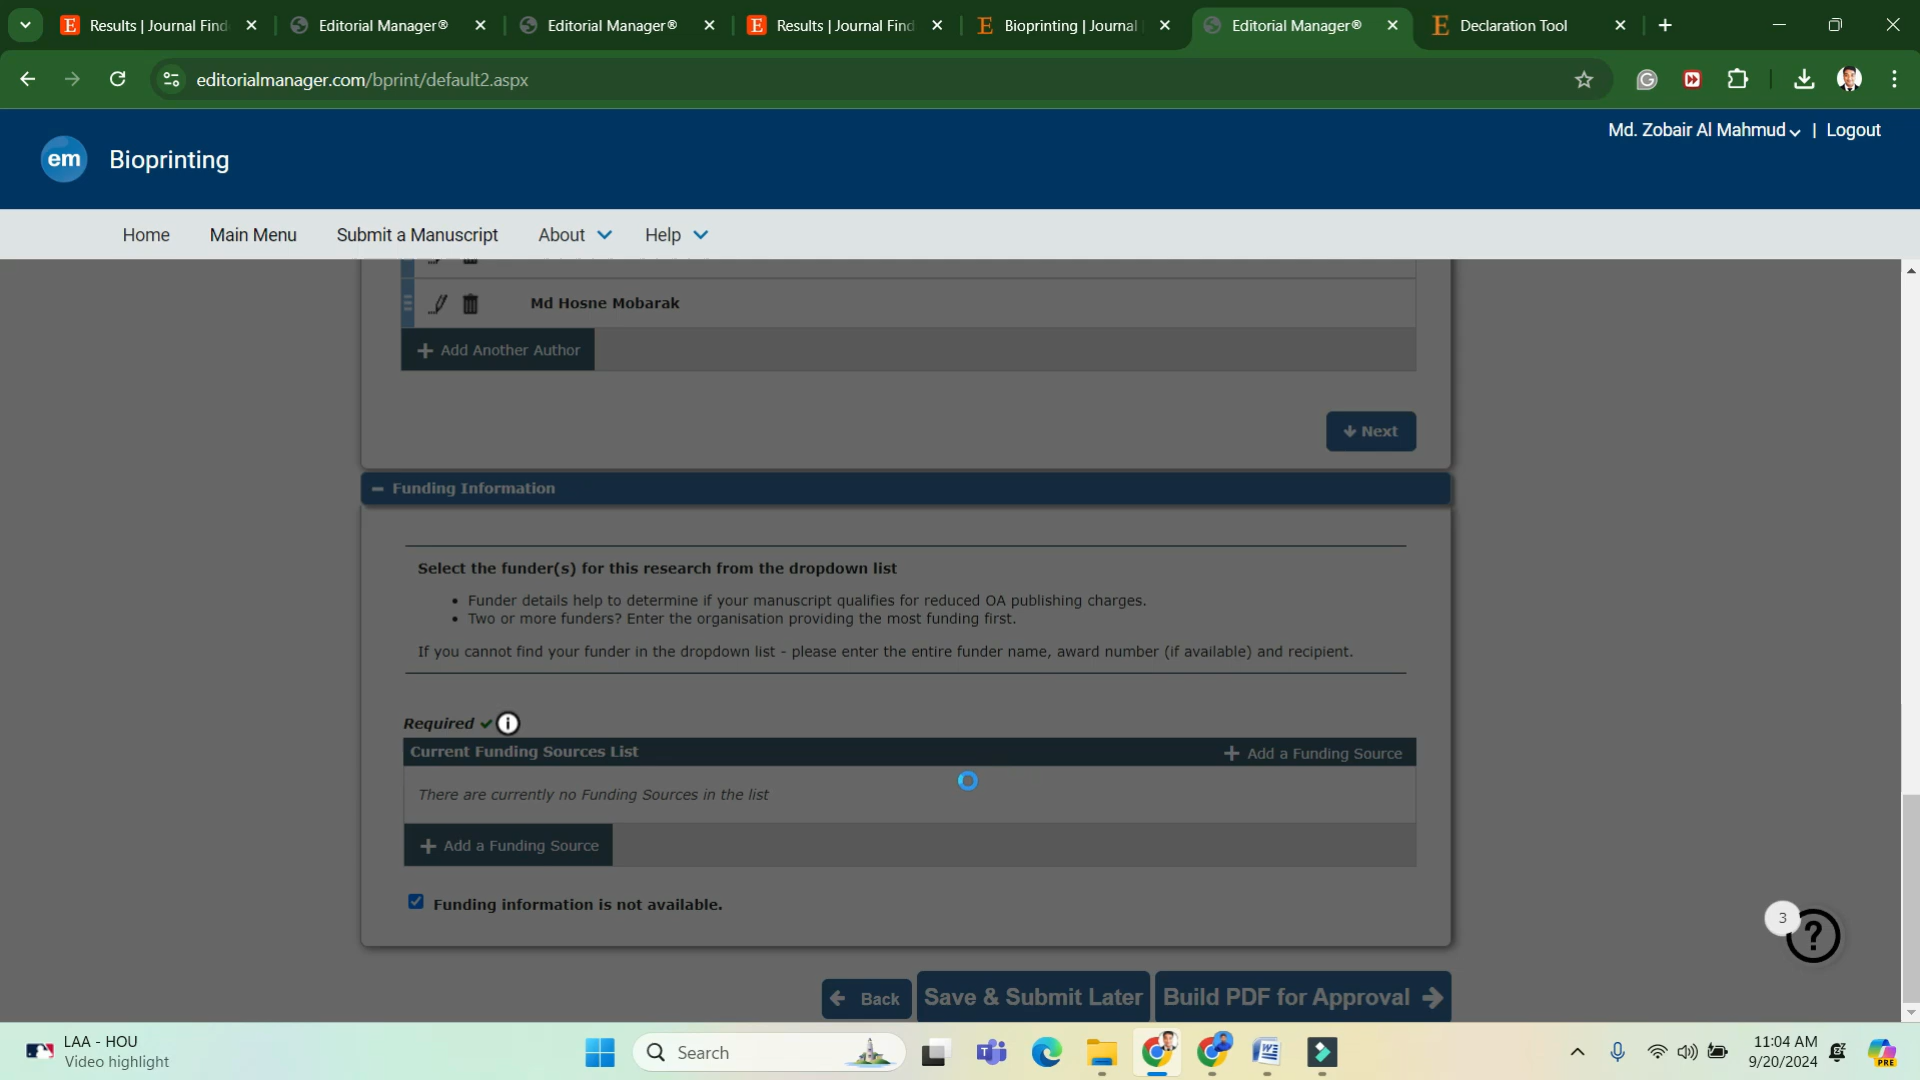 Results | Journal Find
Editorial Manager®
Editorial Manager®
Results | Journal Find
Bioprinting | Journal
Editorial Manager®
Declaration Tool
editorialmanager.com/bprint/default2.aspx
Md. Zobair Al Mahmud | Logout
em Bioprinting
Home
Main Menu
Submit a Manuscript
About
Help
Md Hosne Mobarak
Add Another Author
Next
Funding Information
Select the funder(s) for this research from the dropdown list
• Funder details help to determine if your manuscript qualifies for reduced OA publishing charges.
• Two or more funders? Enter the organisation providing the most funding first.
If you cannot find your funder in the dropdown list - please enter the entire funder name, award number (if available) and recipient.
Required
Current Funding Sources List
+ Add a Funding Source
There are currently no Funding Sources in the list
+ Add a Funding Source
Funding information is not available.
3
?
Back
Save & Submit Later
Build PDF for Approval
LAA - HOU
Video highlight
Search
11:04 AM
9/20/2024
PRE